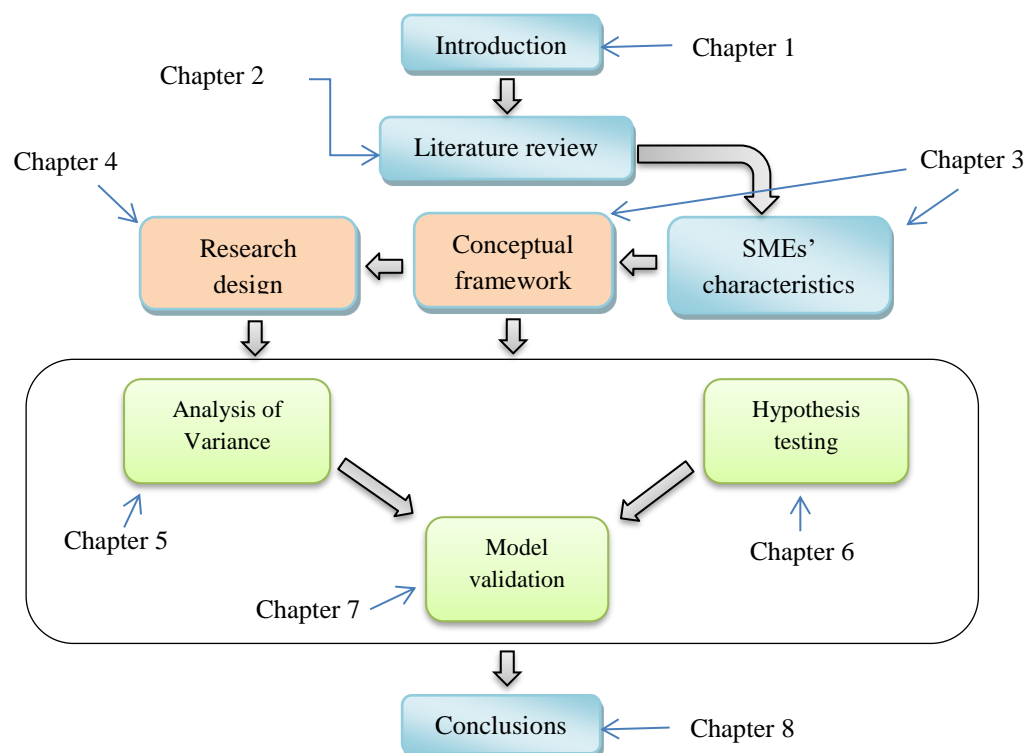 Introduction
Chapter 1
Chapter 2
Literature review
Chapter 4
Chapter 3
Research
design
Conceptual
framework
SMEs’
characteristics
Analysis of
Variance
Hypothesis
testing
Chapter 5
Model
validation
Chapter 6
Chapter 7
Conclusions
Chapter 8